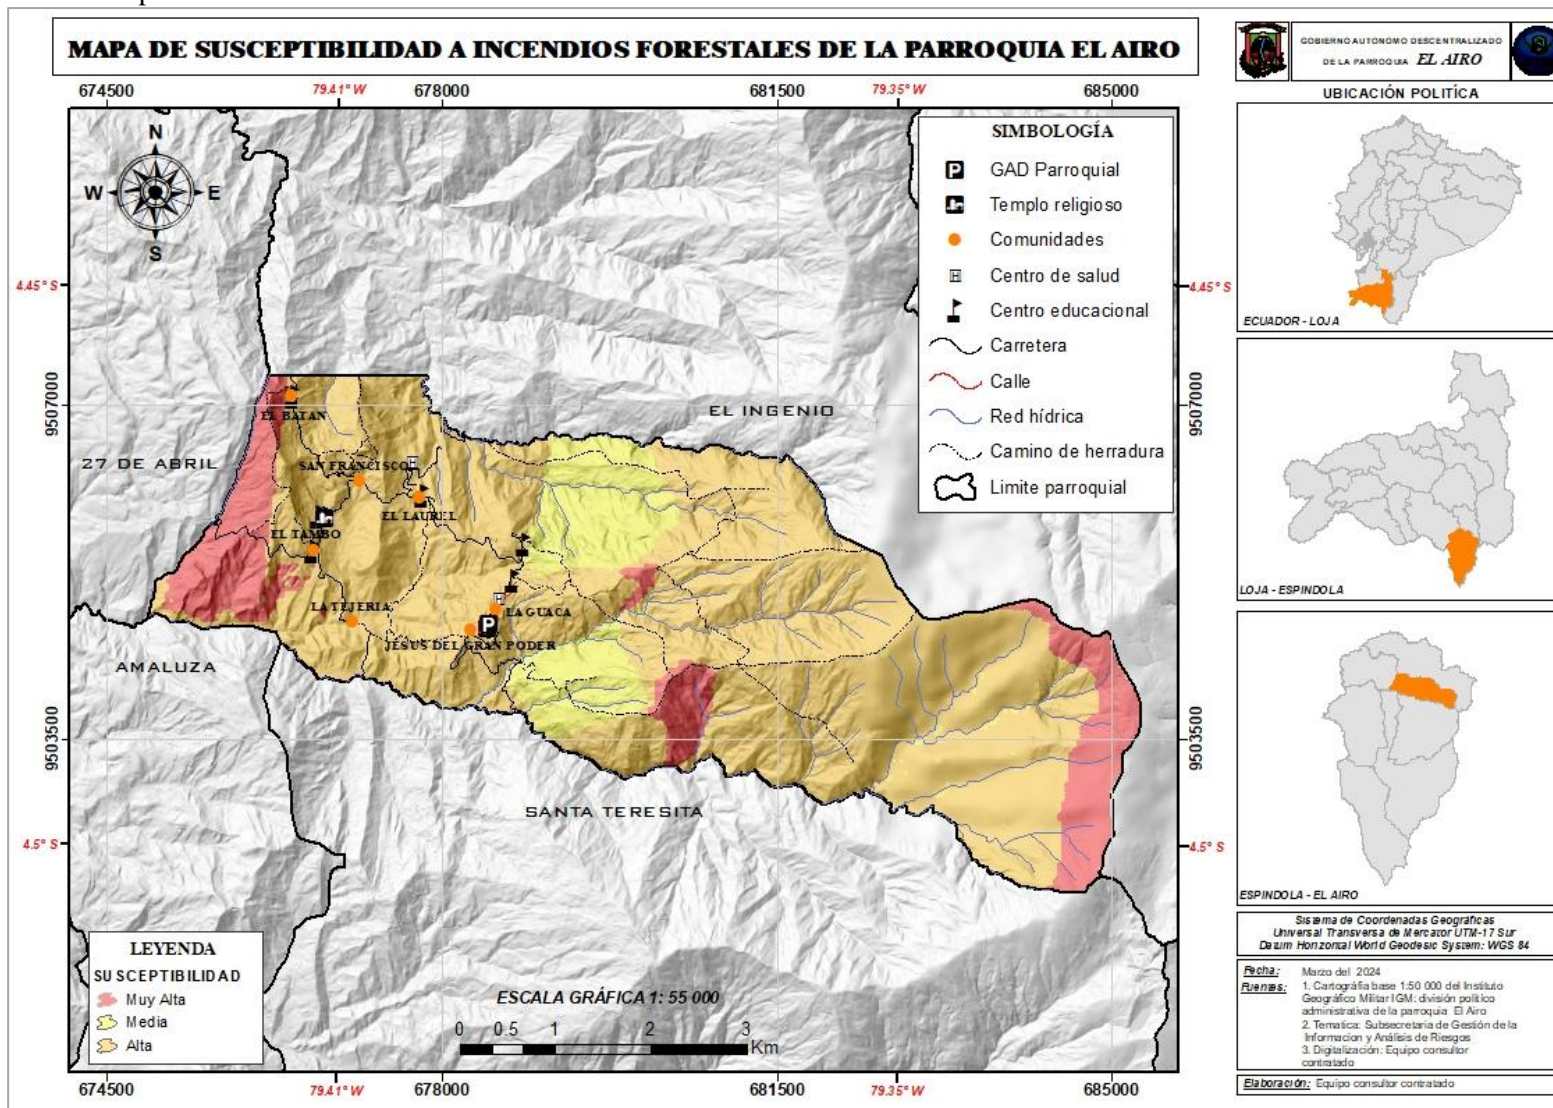 MAPA DE SUSCEPTIBILIDAD A INCENDIOS FORESTALES DE LA PARROQUIA EL AIRO
GOBIERNO AUTONOMO DESCENTRALIZADO
DE LA PARROQUIA EL AIRO
UBICACIÓN POLITÍCA
674500 79.41° W 678000 681500 79.35° W 685000
N
W E
S
SIMBOLOGÍA
P GAD Parroquial
Templo religioso
Comunidades
H Centro de salud
Centro educacional
Carretera
Calle
Red hídrica
Camino de herradura
Limite parroquial
4.45° S 4.45° S
9507000 9507000
EL INGENIO
27 DE ABRIL
EL BATAN
SAN FRANCISCO
H
EL LAUREL
EL TAMBO
LA TEJERIA
H
LA GUACA
P
JESUS DEL GRAN PODER
AMALUZA
9503500 9503500
SANTA TERESITA
4.5° S 4.5° S
LEYENDA
SUSCEPTIBILIDAD
Muy Alta
Media
Alta
ESCALA GRÁFICA 1: 55 000
0 0.5 1 2 3
Km
674500 79.41° W 678000 681500 79.35° W 685000
ECUADOR - LOJA
LOJA - ESPINDOLA
ESPINDOLA - EL AIRO
Sistema de Coordenadas Geográficas
Universal Transversa de Mercator UTM-17 Sur
Datum Horizontal World Geodesic System: WGS 84
Fecha: Marzo del 2024
Fuentes: 1. Cartografía base 1:50 000 del Instituto
Geográfico Militar IGM: división político
administrativa de la parroquia El Airo
2. Tematica: Subsecretaria de Gestión de la
Informacion y Análisis de Riesgos
3. Digitalización: Equipo consultor
contratado
Elaboración: Equipo consultor contratado